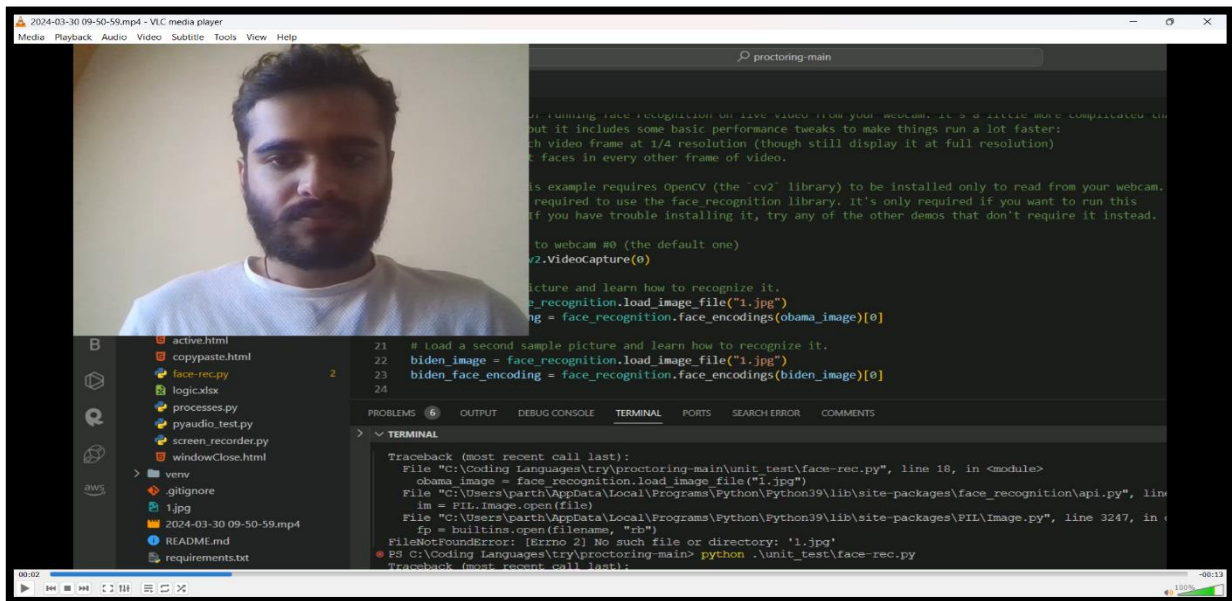 2024-03-30 09-50-59.mp4 - VLC media player
Media Playback Audio Video Subtitle Tools View Help
proctoring-main
of running face recognition on live video from your webcam. It's a little more complicated
but it includes some basic performance tweaks to make things run a lot faster:
video frame at 1/4 resolution (though still display it at full resolution)
faces in every other frame of video.
example requires OpenCV (the `cv2` library) to be installed only to read from your webcam.
required to use the face_recognition library. It's only required if you want to run this
If you have trouble installing it, try any of the other demos that don't require it instead.
to webcam #0 (the default one)
.VideoCapture(0)
picture and learn how to recognize it.
_recognition.load_image_file("1.jpg")
= face_recognition.face_encodings(obama_image)[0]
21 # Load a second sample picture and learn how to recognize it.
22 biden_image = face_recognition.load_image_file("1.jpg")
23 biden_face_encoding = face_recognition.face_encodings(biden_image)[0]
24
B
aws
active.html
copypaste.html
face-rec.py 2
logic.xlsx
processes.py
pyaudio_test.py
screen_recorder.py
windowClose.html
venv
.gitignore
1.jpg
2024-03-30 09-50-59.mp4
README.md
requirements.txt
PROBLEMS 6 OUTPUT DEBUG CONSOLE TERMINAL PORTS SEARCH ERROR COMMENTS
TERMINAL
Traceback (most recent call last):
File "C:\Coding Languages\try\proctoring-main\unit_test\face-rec.py", line 18, in <module>
obama_image = face_recognition.load_image_file("1.jpg")
File "C:\Users\parth\AppData\Local\Programs\Python\Python39\lib\site-packages\face_recognition\api.py", line
im = PIL.Image.open(file)
File "C:\Users\parth\AppData\Local\Programs\Python\Python39\lib\site-packages\PIL\Image.py", line 3247, in
fp = builtins.open(filename, "rb")
FileNotFoundError: [Errno 2] No such file or directory: '1.jpg'
PS C:\Coding Languages\try\proctoring-main> python .\unit_test\face-rec.py
Traceback (most recent call last):
00:02
-00:13
100%